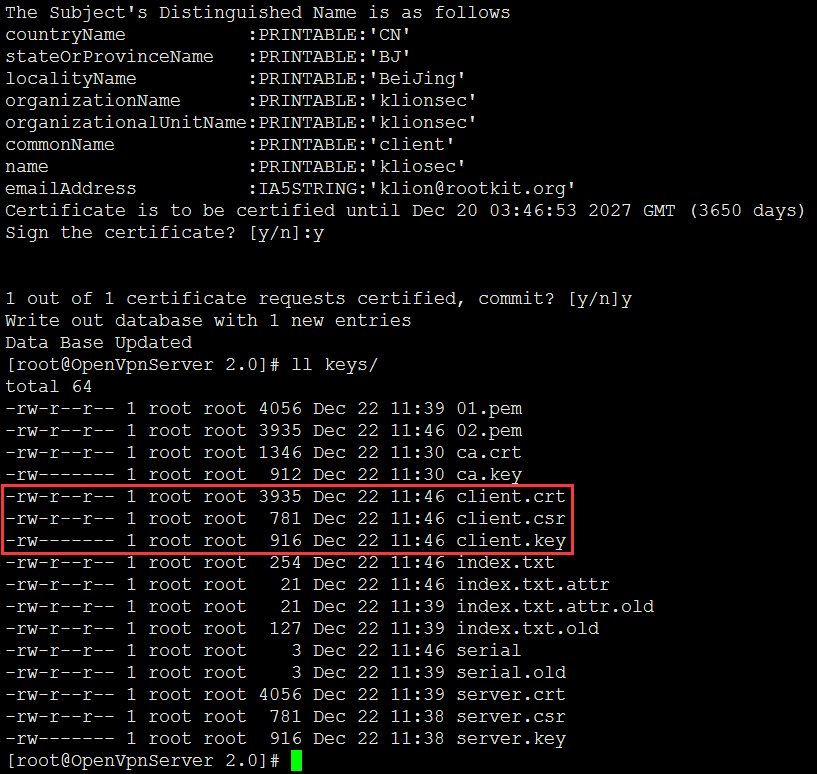 The Subject's Distinguished Name is as follows
countryName           :PRINTABLE:'CN'
stateOrProvinceName   :PRINTABLE:'BJ'
localityName          :PRINTABLE:'BeiJing'
organizationName      :PRINTABLE:'klionsec'
organizationalUnitName:PRINTABLE:'klionsec'
commonName            :PRINTABLE:'client'
name                  :PRINTABLE:'kliosec'
emailAddress          :IA5STRING:'klion@rootkit.org'
Certificate is to be certified until Dec 20 03:46:53 2027 GMT (3650 days)
Sign the certificate? [y/n]:y
1 out of 1 certificate requests certified, commit? [y/n]y
Write out database with 1 new entries
Data Base Updated
[root@OpenVpnServer 2.0]# ll keys/
total 64
-rw-r--r-- 1 root root 4056 Dec 22 11:39 01.pem
-rw-r--r-- 1 root root 3935 Dec 22 11:46 02.pem
-rw-r--r-- 1 root root 1346 Dec 22 11:30 ca.crt
-rw------- 1 root root  912 Dec 22 11:30 ca.key
-rw-r--r-- 1 root root 3935 Dec 22 11:46 client.crt
-rw-r--r-- 1 root root  781 Dec 22 11:46 client.csr
-rw------- 1 root root  916 Dec 22 11:46 client.key
-rw-r--r-- 1 root root  254 Dec 22 11:46 index.txt
-rw-r--r-- 1 root root   21 Dec 22 11:46 index.txt.attr
-rw-r--r-- 1 root root   21 Dec 22 11:39 index.txt.attr.old
-rw-r--r-- 1 root root  127 Dec 22 11:39 index.txt.old
-rw-r--r-- 1 root root    3 Dec 22 11:46 serial
-rw-r--r-- 1 root root    3 Dec 22 11:39 serial.old
-rw-r--r-- 1 root root 4056 Dec 22 11:39 server.crt
-rw-r--r-- 1 root root  781 Dec 22 11:38 server.csr
-rw------- 1 root root  916 Dec 22 11:38 server.key
[root@OpenVpnServer 2.0]#